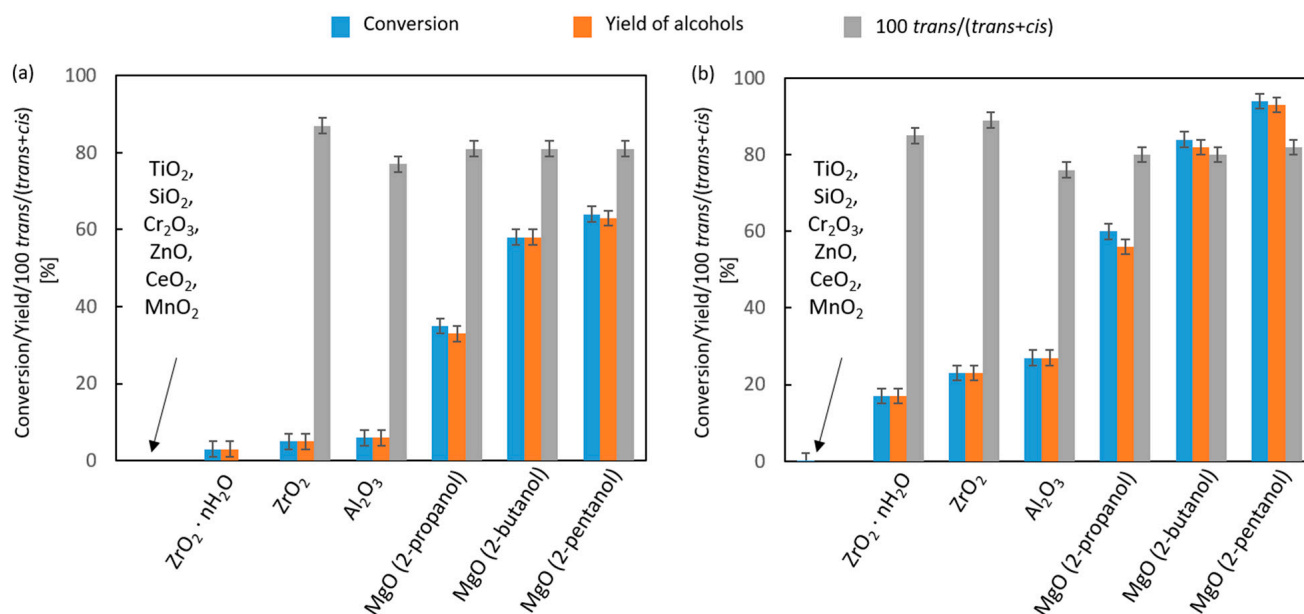 Conversion
Yield of alcohols
100 trans/(trans+cis)
(a)
Conversion/Yield/100 trans/(trans+cis)
[%]
100
80
60
40
20
0
TiO₂,
SiO₂,
Cr₂O₃,
ZnO,
CeO₂,
MnO₂
ZrO₂ · nH₂O
ZrO₂
Al₂O₃
MgO (2-propanol)
MgO (2-butanol)
MgO (2-pentanol)
(b)
Conversion/Yield/100 trans/(trans+cis)
[%]
100
80
60
40
20
0
TiO₂,
SiO₂,
Cr₂O₃,
ZnO,
CeO₂,
MnO₂
ZrO₂ · nH₂O
ZrO₂
Al₂O₃
MgO (2-propanol)
MgO (2-butanol)
MgO (2-pentanol)